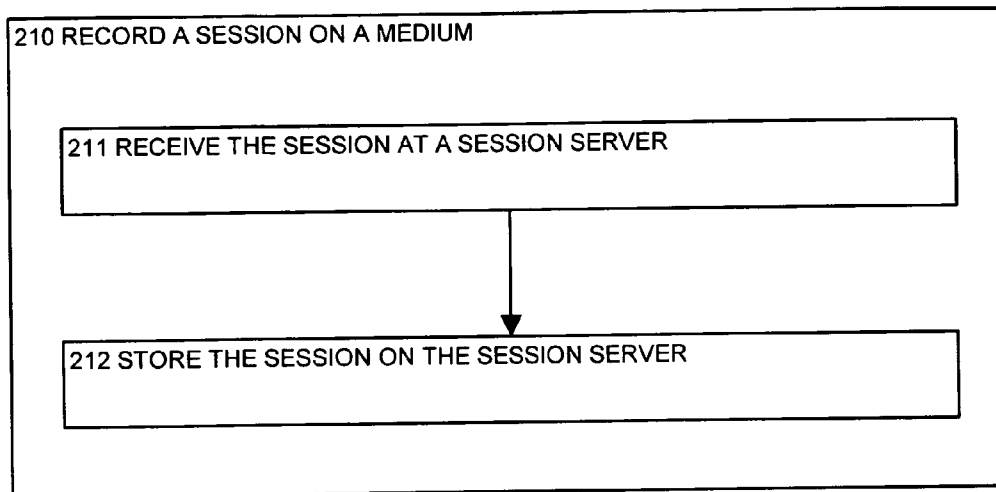 210 RECORD A SESSION ON A MEDIUM
211 RECEIVE THE SESSION AT A SESSION SERVER
212 STORE THE SESSION ON THE SESSION SERVER